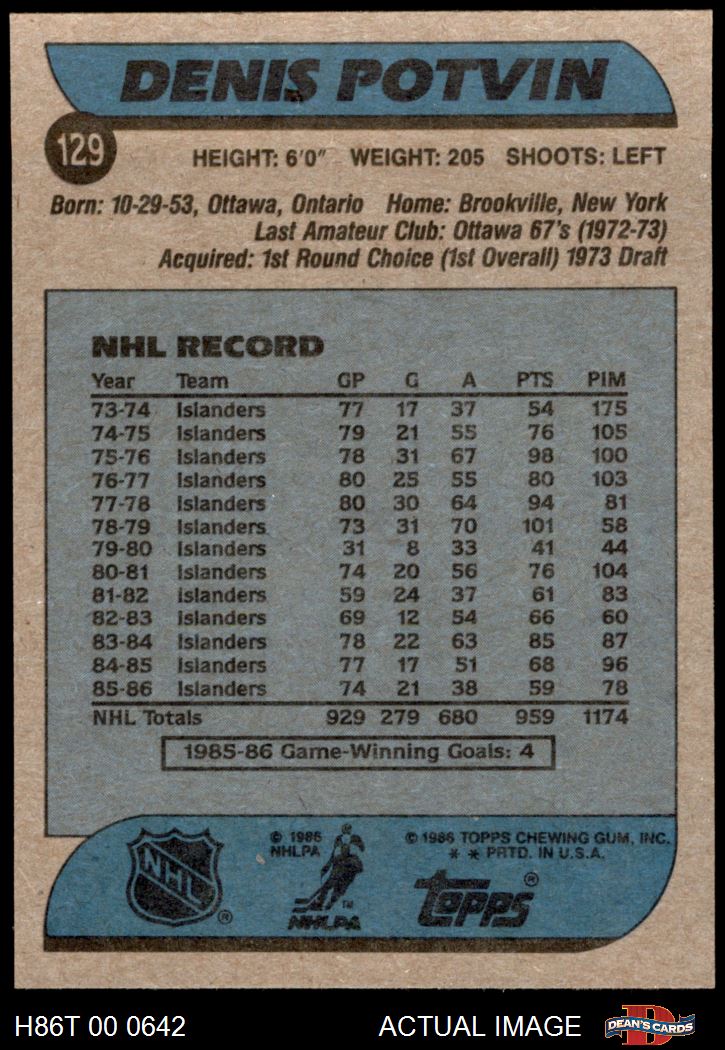 DENIS POTVIN
129
HEIGHT: 6'0" WEIGHT: 205 SHOOTS: LEFT
Born: 10-29-53, Ottawa, Ontario Home: Brookville, New York
Last Amateur Club: Ottawa 67's (1972-73)
Acquired: 1st Round Choice (1st Overall) 1973 Draft
NHL RECORD
Year Team GP G A PTS PIM
73-74 Islanders 77 17 37 54 175
74-75 Islanders 79 21 55 76 105
75-76 Islanders 78 31 67 98 100
76-77 Islanders 80 25 55 80 103
77-78 Islanders 80 30 64 94 81
78-79 Islanders 73 31 70 101 58
79-80 Islanders 31 8 33 41 44
80-81 Islanders 74 20 56 76 104
81-82 Islanders 59 24 37 61 83
82-83 Islanders 69 12 54 66 60
83-84 Islanders 78 22 63 85 87
84-85 Islanders 77 17 51 68 96
85-86 Islanders 74 21 38 59 78
NHL Totals 929 279 680 959 1174
1985-86 Game-Winning Goals: 4
NHL ®
© 1986
NHLPA
TM
NHLPA
© 1986 TOPPS CHEWING GUM, INC.
* * PRTD. IN U.S.A.
Topps ®
H86T 00 0642 ACTUAL IMAGE
D
DEAN'S CARDS